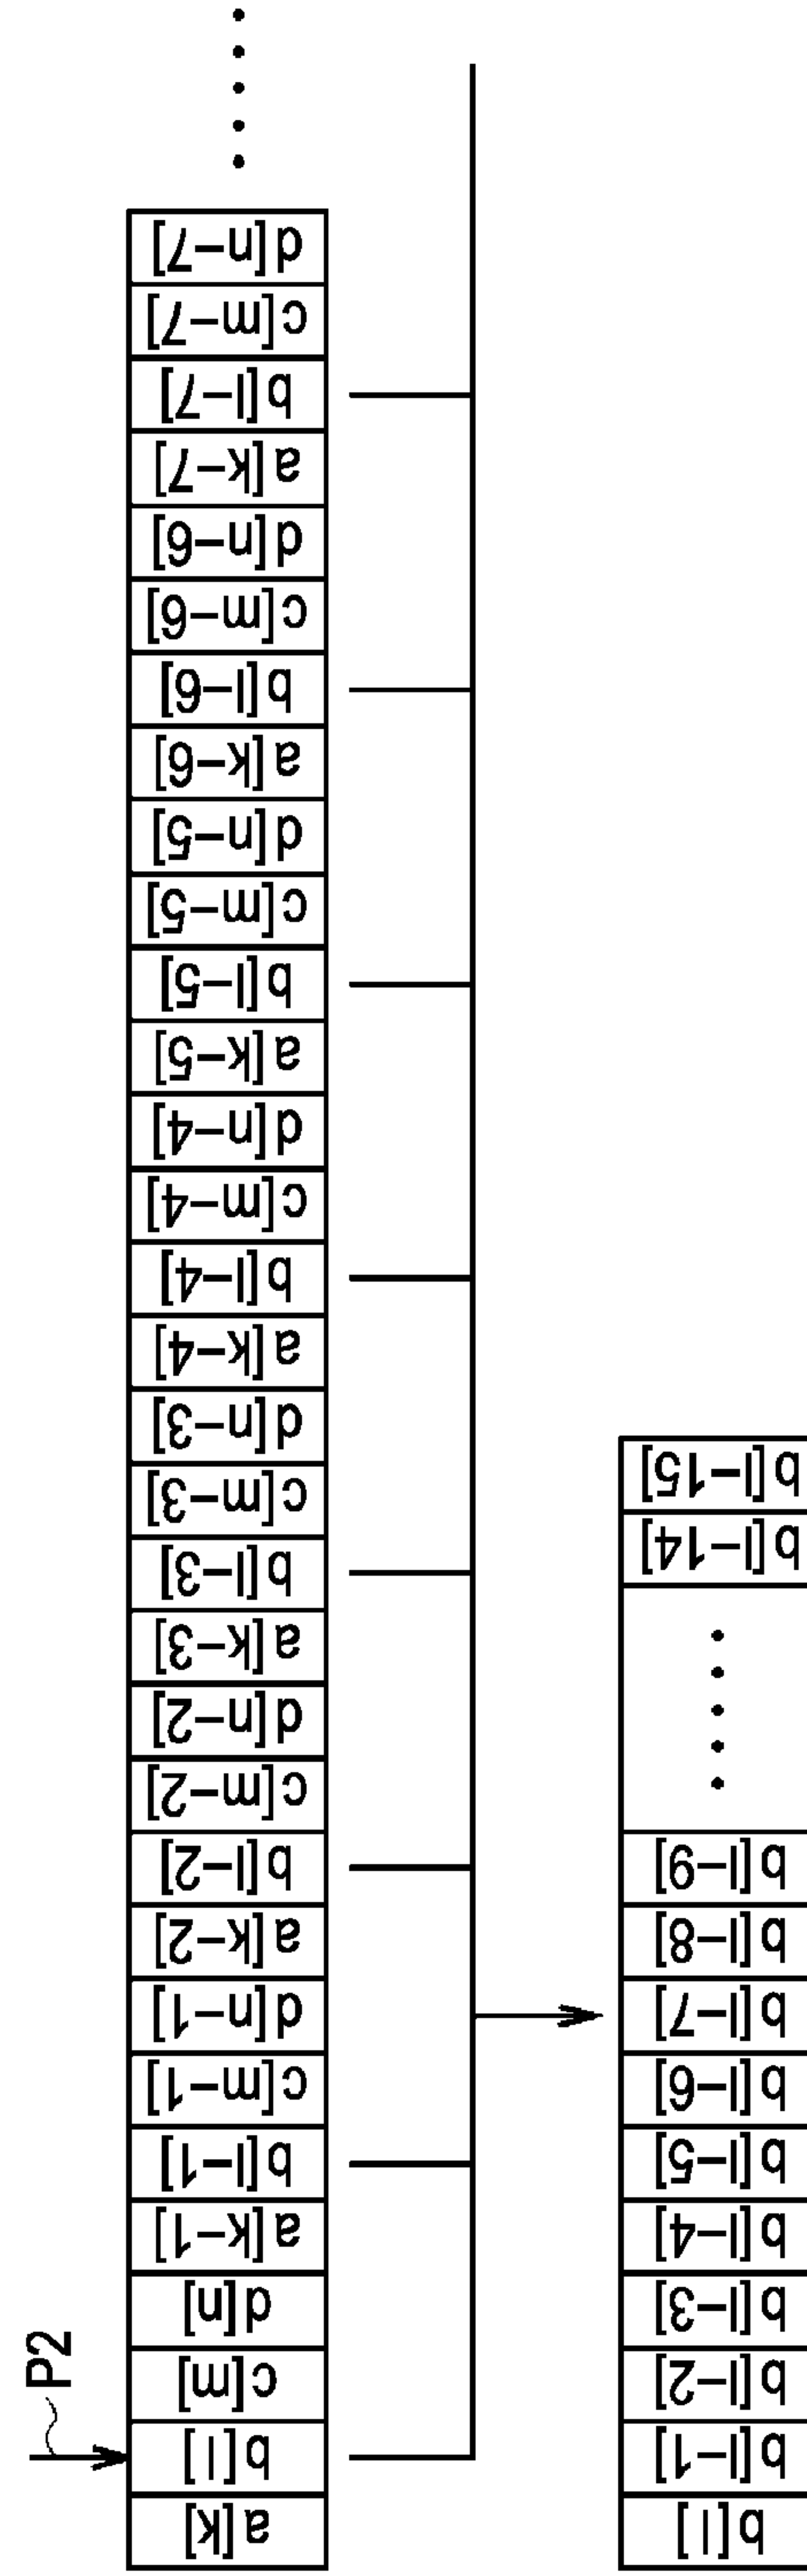 P2
a[k]
b[l]
c[m]
d[n]
a[k−1]
b[l−1]
c[m−1]
d[n−1]
a[k−2]
b[l−2]
c[m−2]
d[n−2]
a[k−3]
b[l−3]
c[m−3]
d[n−3]
a[k−4]
b[l−4]
c[m−4]
d[n−4]
a[k−5]
b[l−5]
c[m−5]
d[n−5]
a[k−6]
b[l−6]
c[m−6]
d[n−6]
a[k−7]
b[l−7]
c[m−7]
d[n−7]
b[l]
b[l−1]
b[l−2]
b[l−3]
b[l−4]
b[l−5]
b[l−6]
b[l−7]
b[l−8]
b[l−9]
b[l−14]
b[l−15]